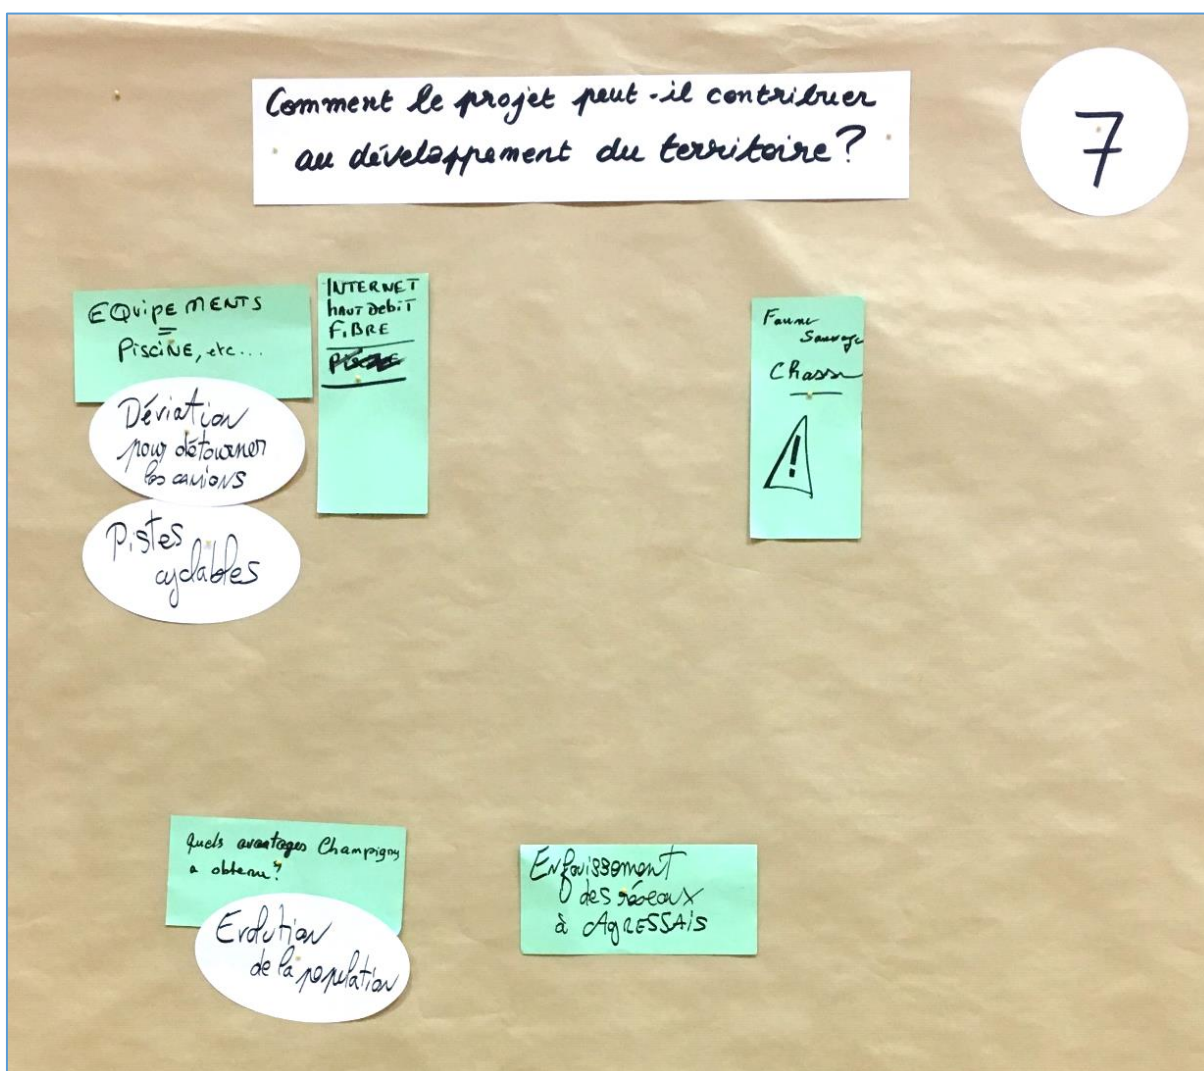 Comment le projet peut-il contribuer
au développement du territoire?
7
EQuipeMENTS
=
PisciNE, etc...
INTERNET
hauT debiT
FiBRE
Déviation
pour détourner
les camions
Pistes
cyclables
Faune
Sauvage
Chasse
!
Quels avantages Champigny
a obtenu?
Evolution
de la population
Enfouissement
des réseaux
à AgRESSAis